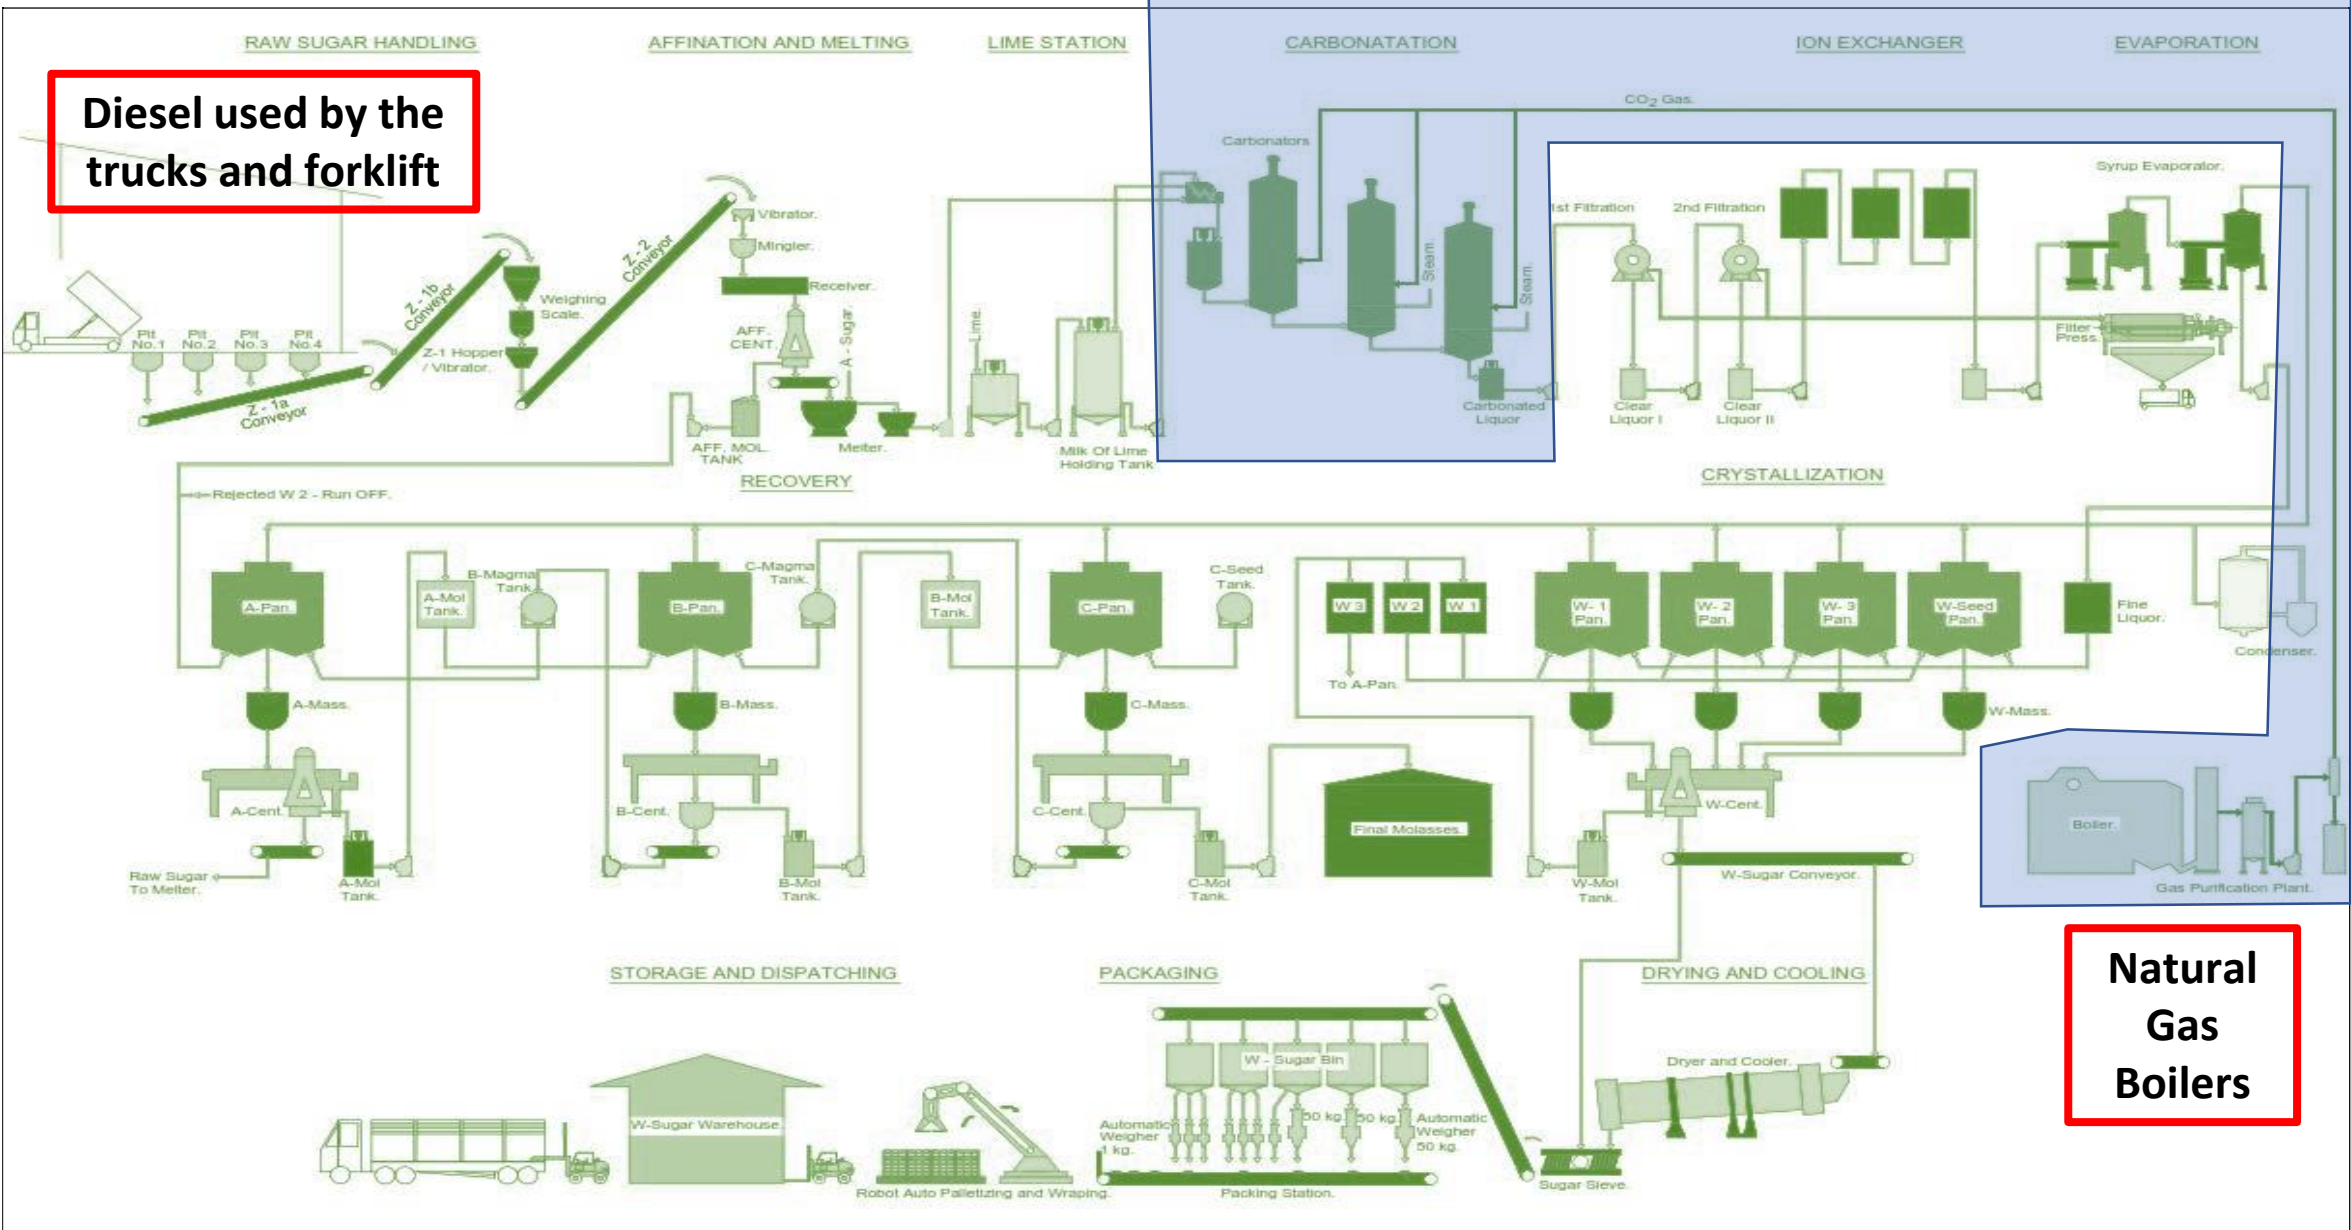 RAW SUGAR HANDLING
AFFINATION AND MELTING
LIME STATION
CARBONATATION
ION EXCHANGER
EVAPORATION
Diesel used by the
trucks and forklift
CO2 Gas.
Carbonators
Syrup Evaporator.
1st Filtration
2nd Filtration
Vibrator.
Mingler.
Receiver.
Z - 2
Conveyor
Z - 1b
Conveyor
Weighing
Scale.
Z-1 Hopper
/ Vibrator.
Pit
No.1
Pit
No.2
Pit
No.3
Pit
No.4
Z - 1a
Conveyor
AFF.
CENT.
A - Sugar
Lime.
Steam.
Steam.
Filter
Press.
AFF. MOL.
TANK
Melter.
Milk Of Lime
Holding Tank
Carbonated
Liquor
Clear
Liquor I
Clear
Liquor II
RECOVERY
CRYSTALLIZATION
Rejected W 2 - Run OFF.
A-Pan.
A-Mol
Tank.
B-Magma
Tank.
B-Pan.
C-Magma
Tank.
B-Mol
Tank.
C-Pan.
C-Seed
Tank.
W 3
W 2
W 1
W- 1
Pan.
W- 2
Pan.
W- 3
Pan.
W-Seed
Pan.
Fine
Liquor.
Condenser.
To A-Pan.
A-Mass.
B-Mass.
C-Mass.
W-Mass.
A-Cent.
B-Cent.
C-Cent.
Final Molasses.
W-Cent.
Boiler.
Raw Sugar
To Melter.
A-Mol
Tank.
B-Mol
Tank.
C-Mol
Tank.
W-Mol
Tank.
W-Sugar Conveyor.
Gas Purification Plant.
Natural
Gas
Boilers
STORAGE AND DISPATCHING
PACKAGING
DRYING AND COOLING
W - Sugar Bin
Dryer and Cooler.
W-Sugar Warehouse.
Automatic
Weigher
1 kg.
50 kg.
50 kg.
Automatic
Weigher
50 kg.
Robot Auto Palletizing and Wraping.
Packing Station.
Sugar Sieve.